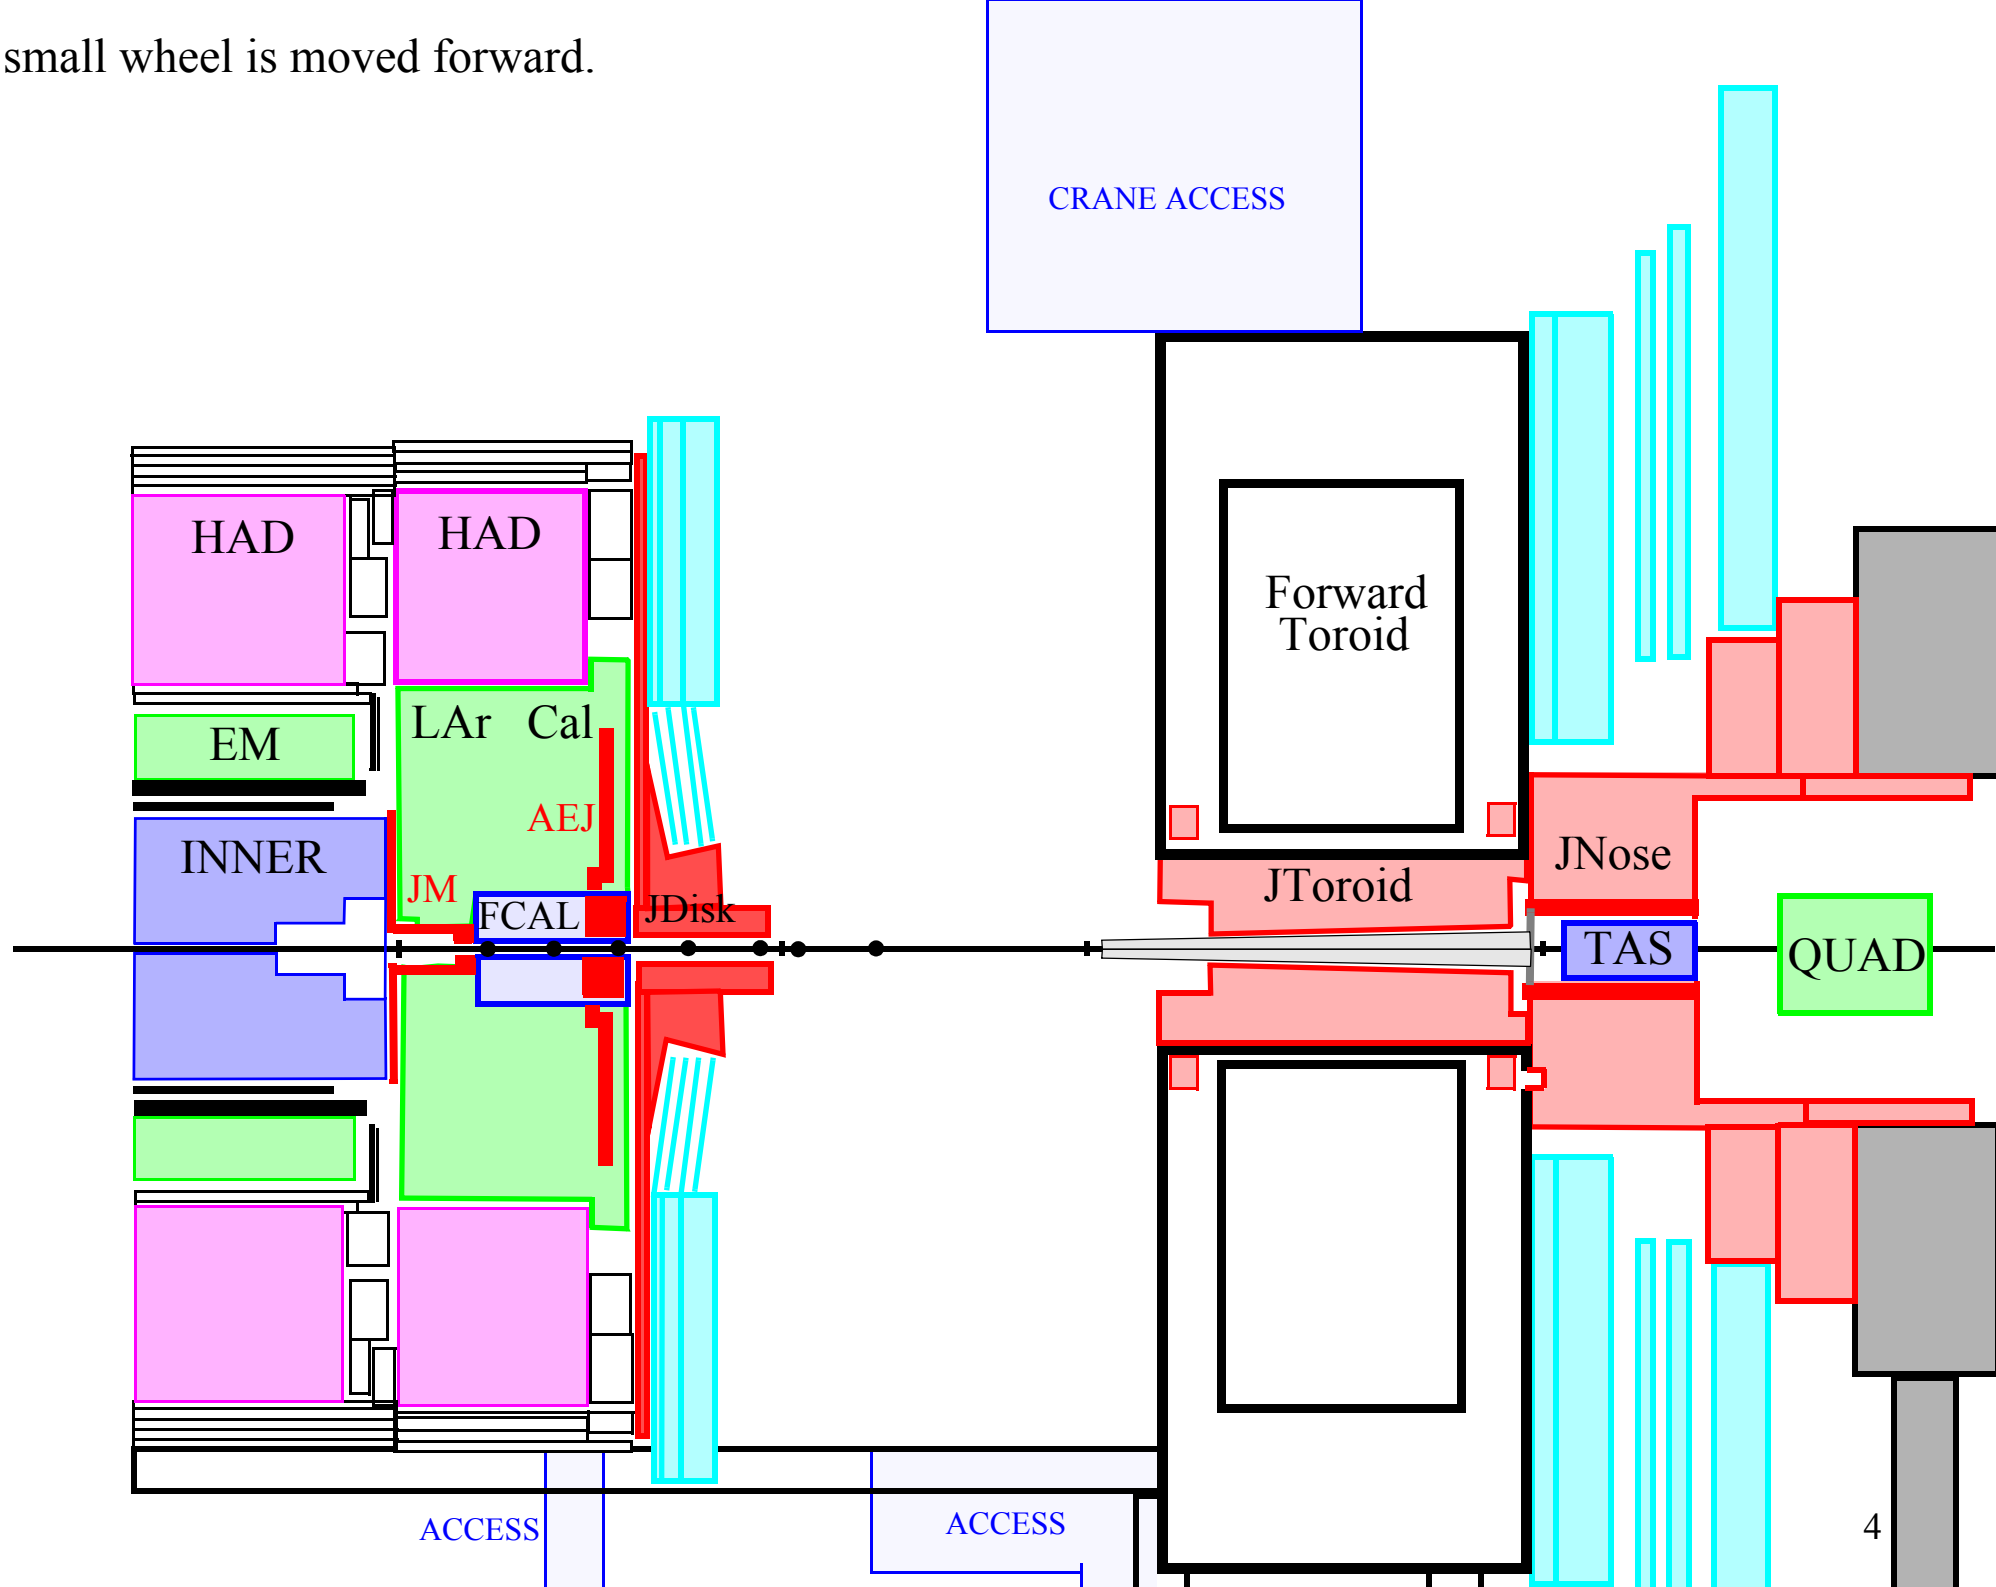 small wheel is moved forward.
CRANE ACCESS
HAD
HAD
Forward
Toroid
LAr Cal
EM
AEJ
INNER
JM
FCAL
JDisk
JToroid
JNose
TAS
QUAD
ACCESS
ACCESS
4